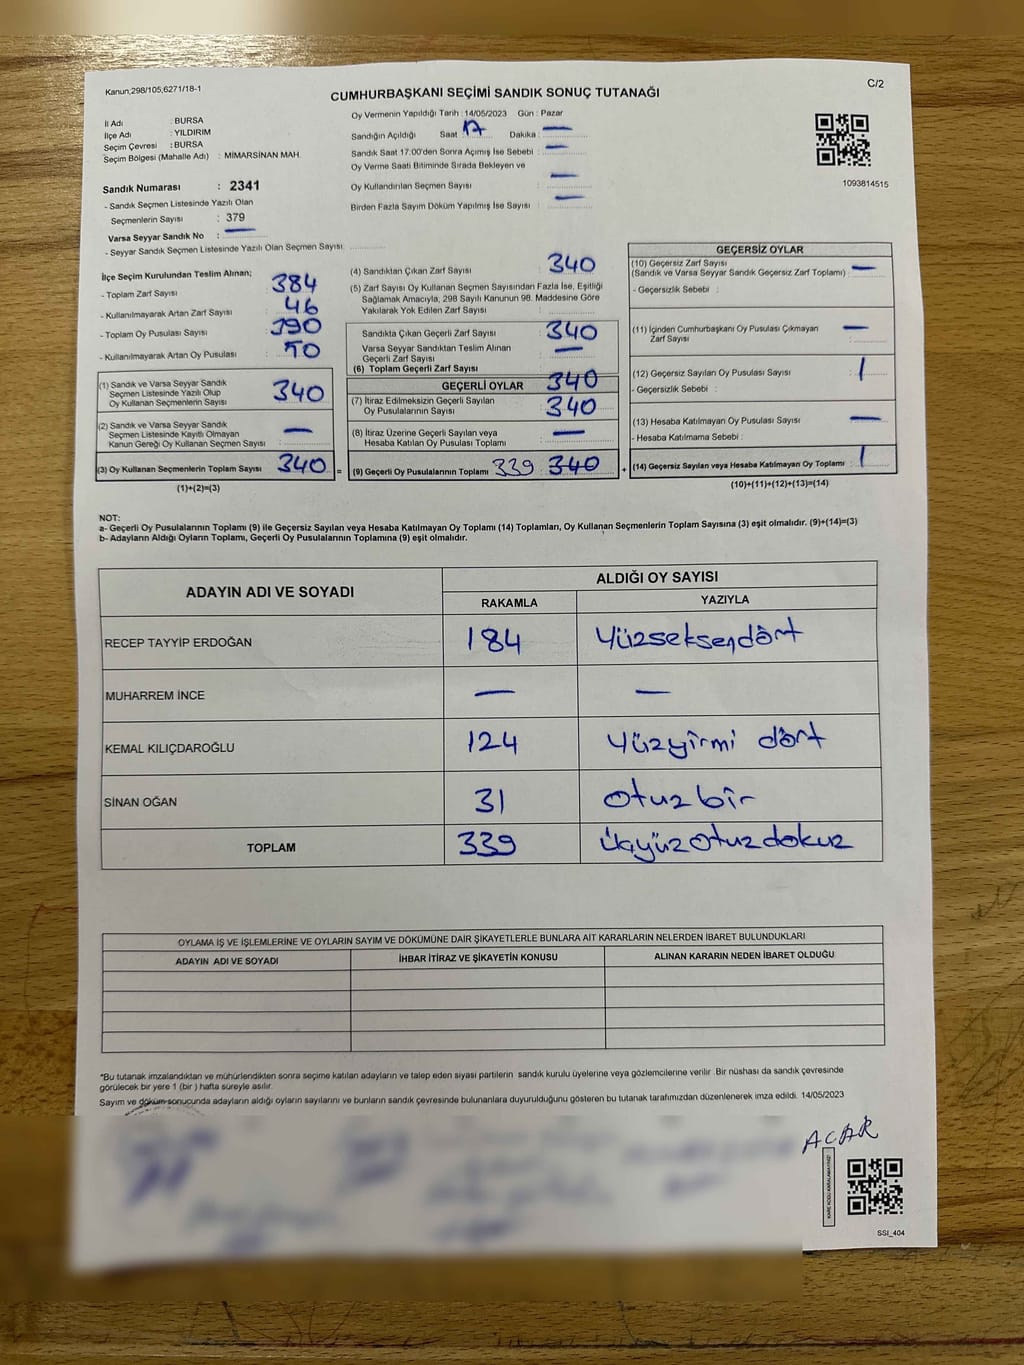 Kanun,298/105,6271/18-1
CUMHURBAŞKANI SEÇİMİ SANDIK SONUÇ TUTANAĞI
C/2
İl Adı : BURSA
İlçe Adı : YILDIRIM
Seçim Çevresi : BURSA
Seçim Bölgesi (Mahalle Adı) : MİMARSİNAN MAH.
Sandık Numarası : 2341
- Sandık Seçmen Listesinde Yazılı Olan
Seçmenlerin Sayısı : 379
Varsa Seyyar Sandık No : —
- Seyyar Sandık Seçmen Listesinde Yazılı Olan Seçmen Sayısı:
Oy Vermenin Yapıldığı Tarih :14/05/2023 Gün : Pazar
Sandığın Açıldığı Saat : 17 Dakika : —
Sandık Saat 17:00'den Sonra Açımış İse Sebebi : —
Oy Verme Saati Bitiminde Sırada Bekleyen ve
Oy Kullandırılan Seçmen Sayısı : —
Birden Fazla Sayım Döküm Yapılmış İse Sayısı : —
1093814515
İlçe Seçim Kurulundan Teslim Alınan;
- Toplam Zarf Sayısı : 384
- Kullanılmayarak Artan Zarf Sayısı : 46
- Toplam Oy Pusulası Sayısı : 390
- Kullanılmayarak Artan Oy Pusulası : 50
(1) Sandık ve Varsa Seyyar Sandık
Seçmen Listesinde Yazılı Olup
Oy Kullanan Seçmenlerin Sayısı : 340
(2) Sandık ve Varsa Seyyar Sandık
Seçmen Listesinde Kayıtlı Olmayan
Kanun Gereği Oy Kullanan Seçmen Sayısı : —
(3) Oy Kullanan Seçmenlerin Toplam Sayısı : 340 =
(1)+(2)=(3)
(4) Sandıktan Çıkan Zarf Sayısı : 340
(5) Zarf Sayısı Oy Kullanan Seçmen Sayısından Fazla İse, Eşitliği
Sağlamak Amacıyla, 298 Sayılı Kanunun 98. Maddesine Göre
Yakılarak Yok Edilen Zarf Sayısı :
Sandıkta Çıkan Geçerli Zarf Sayısı : 340
Varsa Seyyar Sandıktan Teslim Alınan
Geçerli Zarf Sayısı : —
(6) Toplam Geçerli Zarf Sayısı : 340
GEÇERLİ OYLAR
(7) İtiraz Edilmeksizin Geçerli Sayılan
Oy Pusulalarının Sayısı : 340
(8) İtiraz Üzerine Geçerli Sayılan veya
Hesaba Katılan Oy Pusulası Toplamı : —
(9) Geçerli Oy Pusulalarının Toplamı 339 340 +
GEÇERSİZ OYLAR
(10) Geçersiz Zarf Sayısı
(Sandık ve Varsa Seyyar Sandık Geçersiz Zarf Toplamı) : —
- Geçersizlik Sebebi :
(11) İçinden Cumhurbaşkanı Oy Pusulası Çıkmayan
Zarf Sayısı : —
(12) Geçersiz Sayılan Oy Pusulası Sayısı : 1
- Geçersizlik Sebebi :
(13) Hesaba Katılmayan Oy Pusulası Sayısı : —
- Hesaba Katılmama Sebebi :
(14) Geçersiz Sayılan veya Hesaba Katılmayan Oy Toplamı : 1
(10)+(11)+(12)+(13)=(14)
NOT:
a- Geçerli Oy Pusulalarının Toplamı (9) ile Geçersiz Sayılan veya Hesaba Katılmayan Oy Toplamı (14) Toplamları, Oy Kullanan Seçmenlerin Toplam Sayısına (3) eşit olmalıdır. (9)+(14)=(3)
b- Adayların Aldığı Oyların Toplamı, Geçerli Oy Pusulalarının Toplamına (9) eşit olmalıdır.
ADAYIN ADI VE SOYADI
ALDIĞI OY SAYISI
RAKAMLA YAZIYLA
RECEP TAYYİP ERDOĞAN 184 Yüzseksendört
MUHARREM İNCE — —
KEMAL KILIÇDAROĞLU 124 Yüzyirmi dört
SİNAN OĞAN 31 Otuzbir
TOPLAM 339 Üçyüzotuzdokuz
OYLAMA İŞ VE İŞLEMLERİNE VE OYLARIN SAYIM VE DÖKÜMÜNE DAİR ŞİKAYETLERLE BUNLARA AİT KARARLARIN NELERDEN İBARET BULUNDUKLARI
ADAYIN ADI VE SOYADI İHBAR İTİRAZ VE ŞİKAYETİN KONUSU ALINAN KARARIN NEDEN İBARET OLDUĞU
*Bu tutanak imzalandıktan ve mühürlendikten sonra seçime katılan adayların ve talep eden siyasi partilerin sandık kurulu üyelerine veya gözlemcilerine verilir. Bir nüshası da sandık çevresinde
görülecek bir yere 1 (bir ) hafta süreyle asılır.
Sayım ve döküm sonucunda adayların aldığı oyların sayılarını ve bunların sandık çevresinde bulunanlara duyurulduğunu gösteren bu tutanak tarafımızdan düzenlenerek imza edildi. 14/05/2023
ACAR
KARE KODU KARALAMAYINIZ!
SSI_404